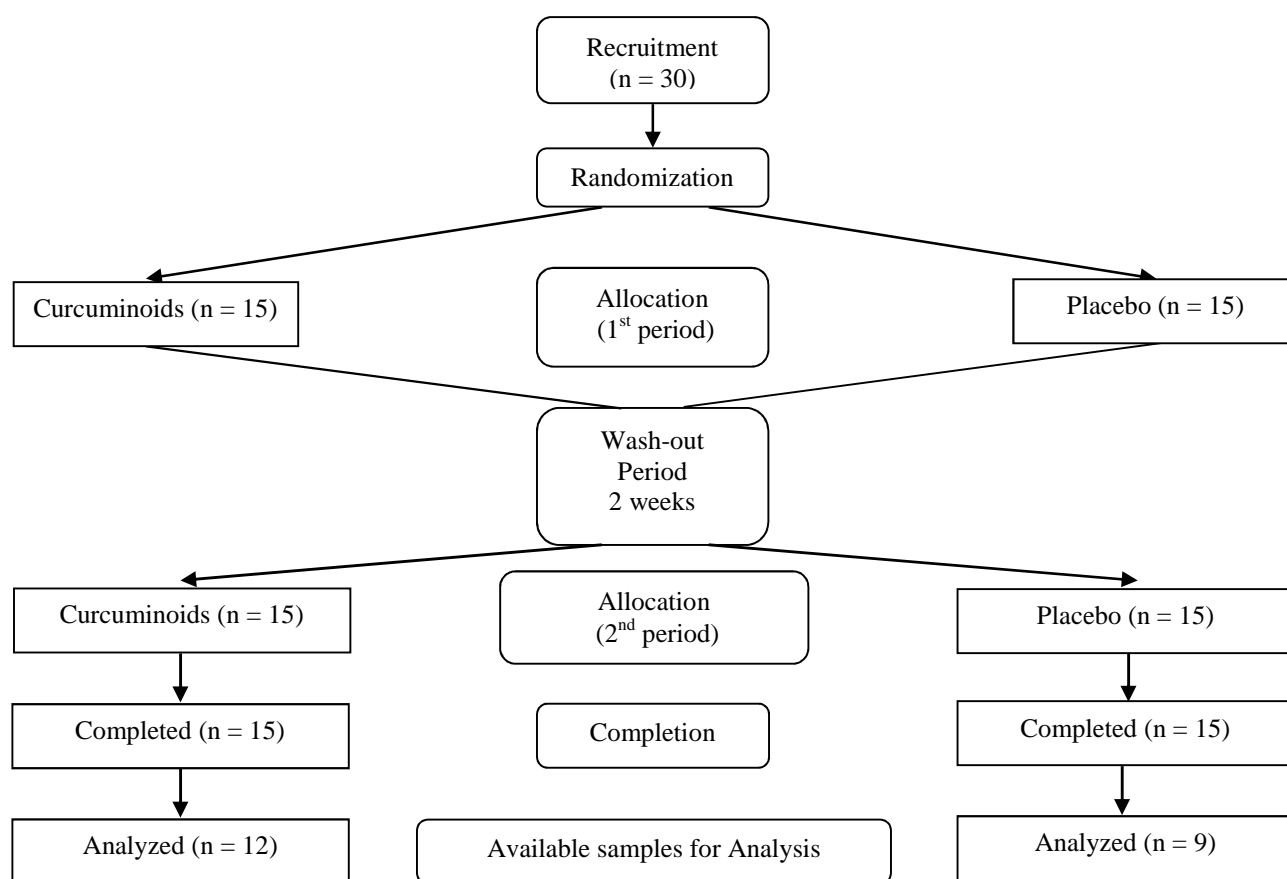 Recruitment
(n = 30)
Randomization
Curcuminoids (n = 15)
Allocation
(1st period)
Placebo (n = 15)
Wash-out
Period
2 weeks
Curcuminoids (n = 15)
Allocation
(2nd period)
Placebo (n = 15)
Completed (n = 15)
Completion
Completed (n = 15)
Analyzed (n = 12)
Available samples for Analysis
Analyzed (n = 9)